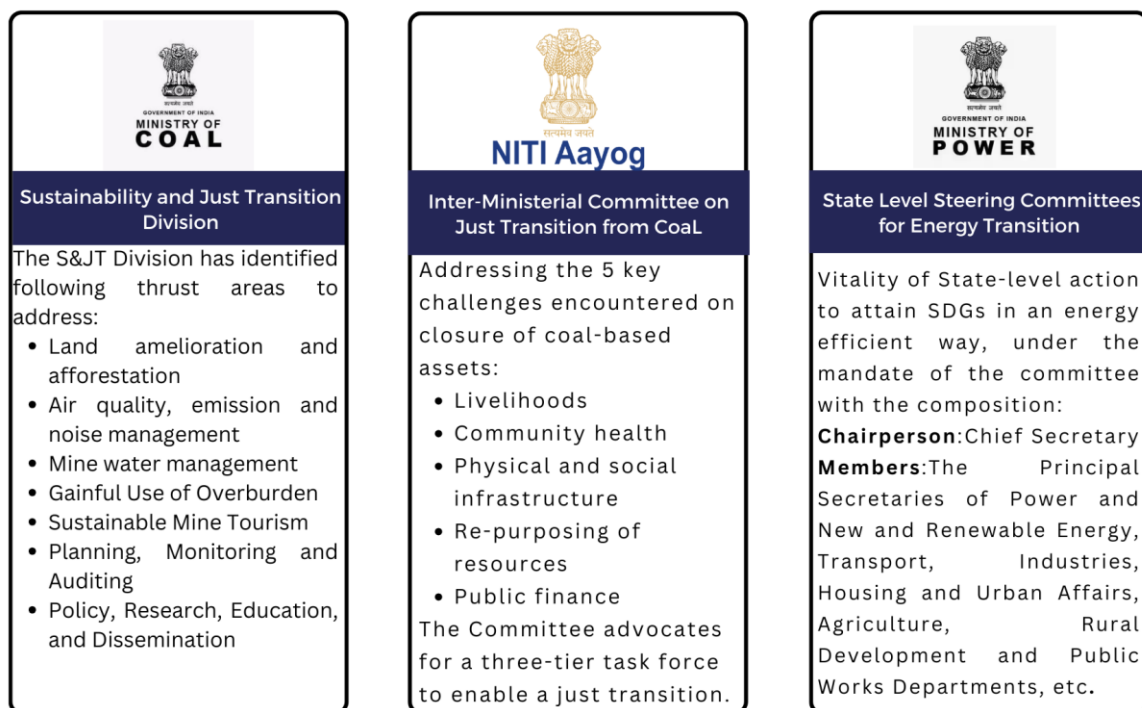 सत्यमेव जयते
GOVERNMENT OF INDIA
MINISTRY OF
COAL
Sustainability and Just Transition
Division
The S&JT Division has identified
following thrust areas to
address:
• Land amelioration and
afforestation
• Air quality, emission and
noise management
• Mine water management
• Gainful Use of Overburden
• Sustainable Mine Tourism
• Planning, Monitoring and
Auditing
• Policy, Research, Education,
and Dissemination
सत्यमेव जयते
NITI Aayog
Inter-Ministerial Committee on
Just Transition from CoaL
Addressing the 5 key
challenges encountered on
closure of coal-based
assets:
• Livelihoods
• Community health
• Physical and social
infrastructure
• Re-purposing of
resources
• Public finance
The Committee advocates
for a three-tier task force
to enable a just transition.
सत्यमेव जयते
GOVERNMENT OF INDIA
MINISTRY OF
POWER
State Level Steering Committees
for Energy Transition
Vitality of State-level action
to attain SDGs in an energy
efficient way, under the
mandate of the committee
with the composition:
Chairperson:Chief Secretary
Members:The Principal
Secretaries of Power and
New and Renewable Energy,
Transport, Industries,
Housing and Urban Affairs,
Agriculture, Rural
Development and Public
Works Departments, etc.